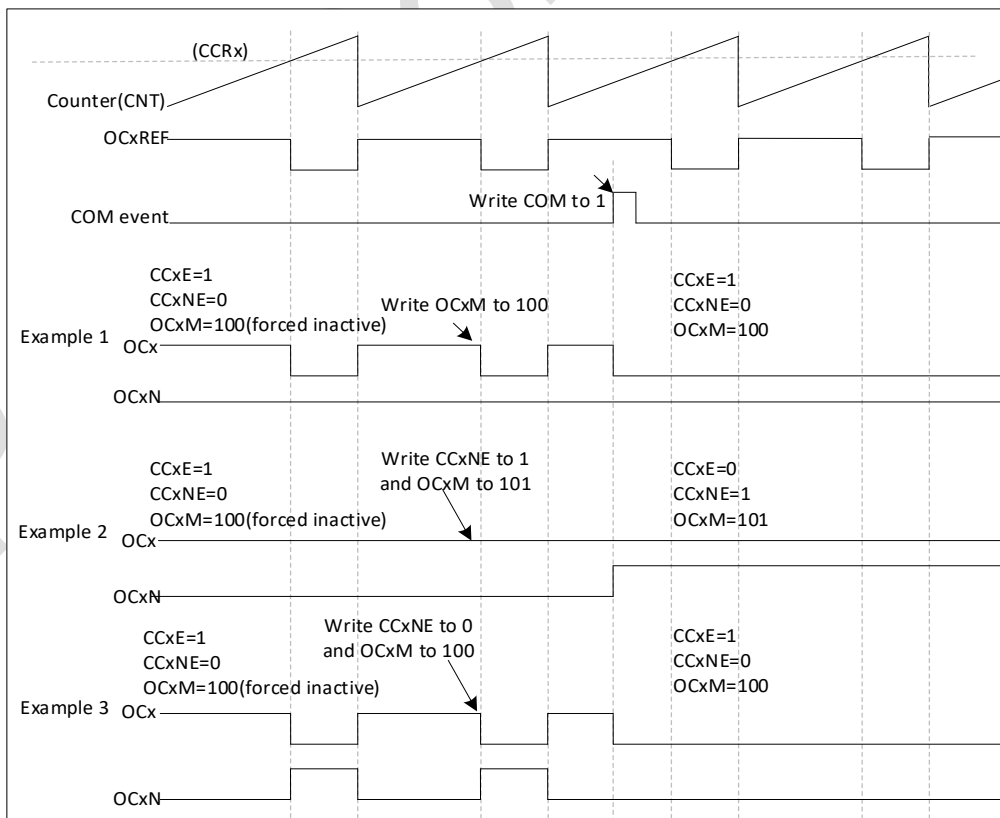 (CCRx)
Counter(CNT)
OCxREF
Write COM to 1
COM event
CCxE=1
CCxNE=0
OCxM=100(forced inactive)
Write OCxM to 100
CCxE=1
CCxNE=0
OCxM=100
Example 1
OCx
OCxN
CCxE=1
CCxNE=0
OCxM=100(forced inactive)
Write CCxNE to 1
and OCxM to 101
CCxE=0
CCxNE=1
OCxM=101
Example 2
OCx
OCxN
CCxE=1
CCxNE=0
OCxM=100(forced inactive)
Write CCxNE to 0
and OCxM to 100
CCxE=1
CCxNE=0
OCxM=100
Example 3
OCx
OCxN